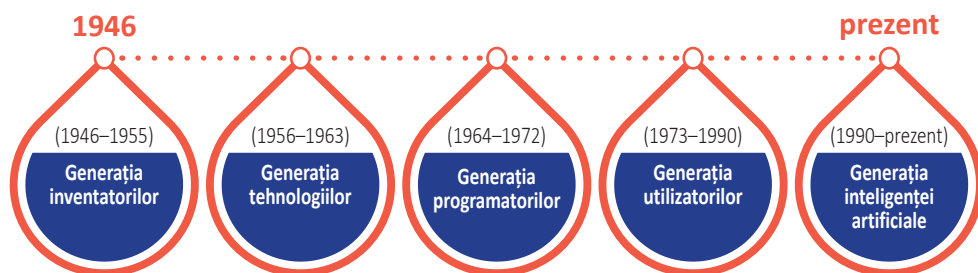 1946
prezent
(1946–1955)
Generația
inventatorilor
(1956–1963)
Generația
tehnologiilor
(1964–1972)
Generația
programatorilor
(1973–1990)
Generația
utilizatorilor
(1990–prezent)
Generația
inteligenței
artificiale